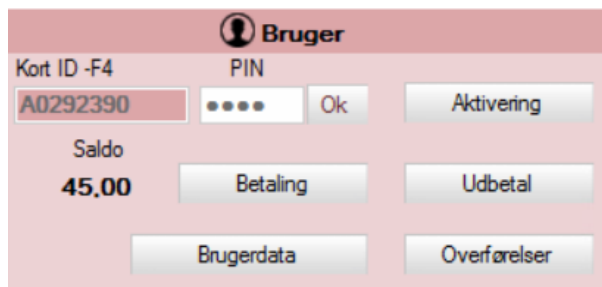 Bruger
Kort ID -F4 PIN
A0292390 •••• Ok Aktivering
Saldo
45,00 Betaling Udbetal
Brugerdata Overførelser